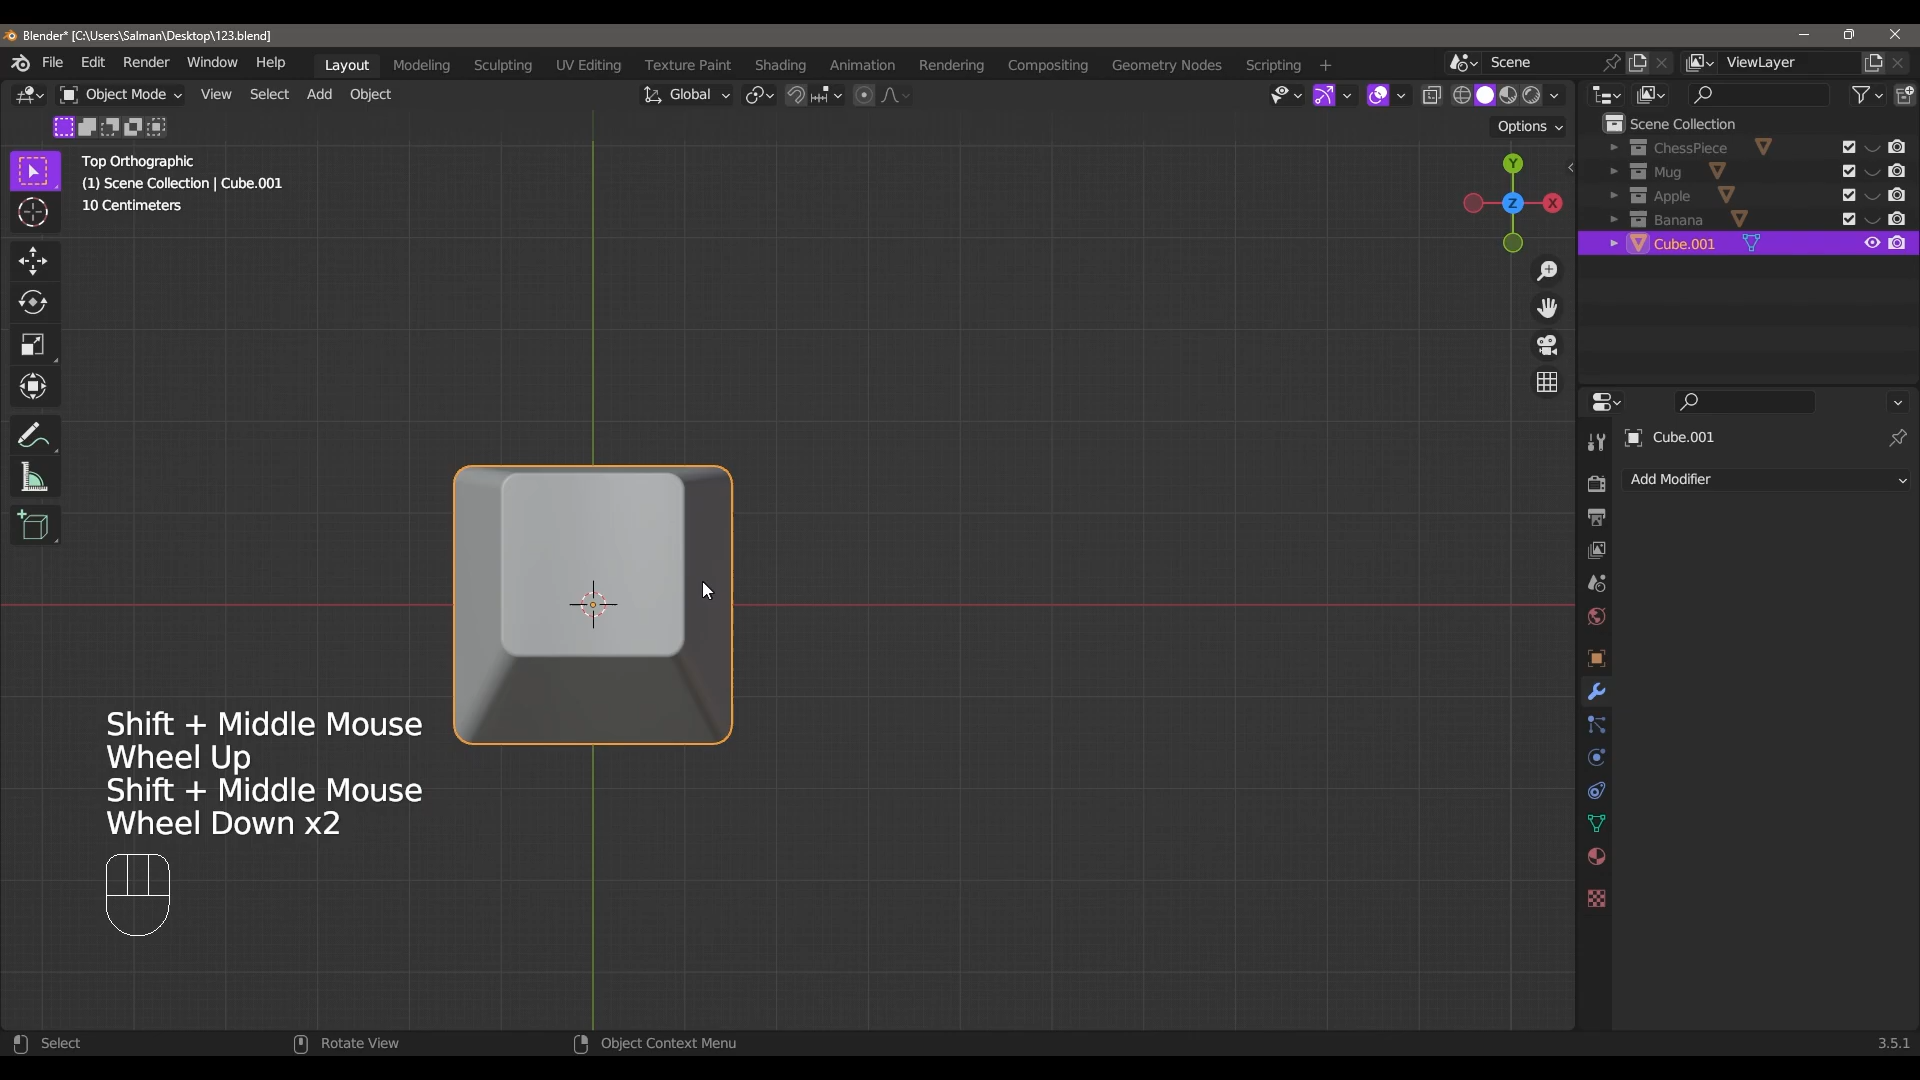 Blender* [C:\Users\Salman\Desktop\123.blend]
File Edit Render Window Help Layout Modeling Sculpting UV Editing Texture Paint Shading Animation Rendering Compositing Geometry Nodes Scripting + Scene ViewLayer
Object Mode View Select Add Object Global
Options
Top Orthographic
(1) Scene Collection | Cube.001
10 Centimeters
Y
X
Z
Scene Collection
ChessPiece
Mug
Apple
Banana
Cube.001
Cube.001
Add Modifier
Shift + Middle Mouse
Wheel Up
Shift + Middle Mouse
Wheel Down x2
Select Rotate View Object Context Menu 3.5.1